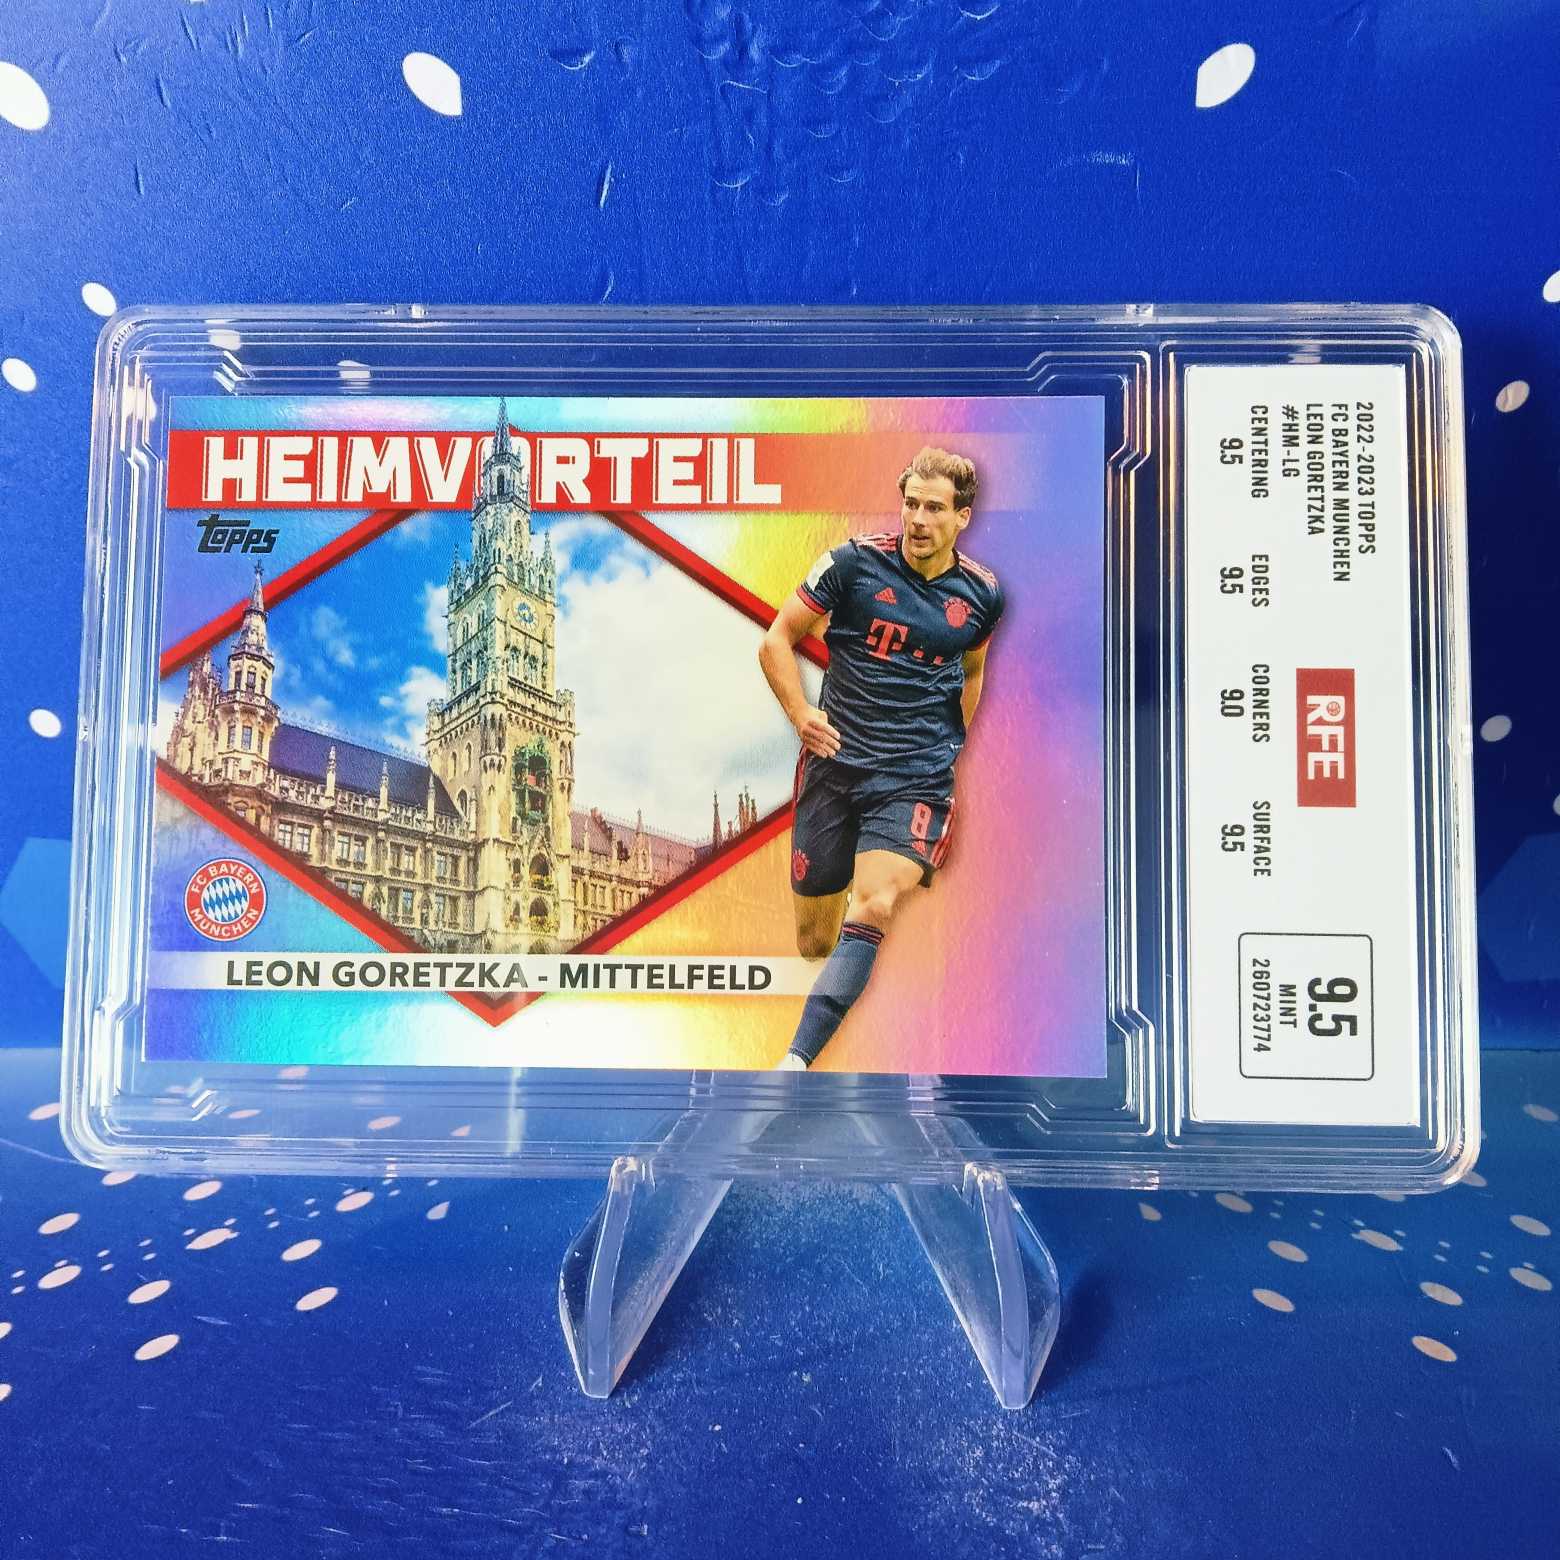 HEIMVORTEIL
topps
FC BAYERN
MÜNCHEN
LEON GORETZKA - MITTELFELD
T
8
2022-2023 TOPPS
FC BAYERN MUNCHEN
LEON GORETZKA
#HM-LG
CENTERING
9.5
EDGES
9.5
CORNERS
9.0
SURFACE
9.5
RFE
9.5
MINT
260723774